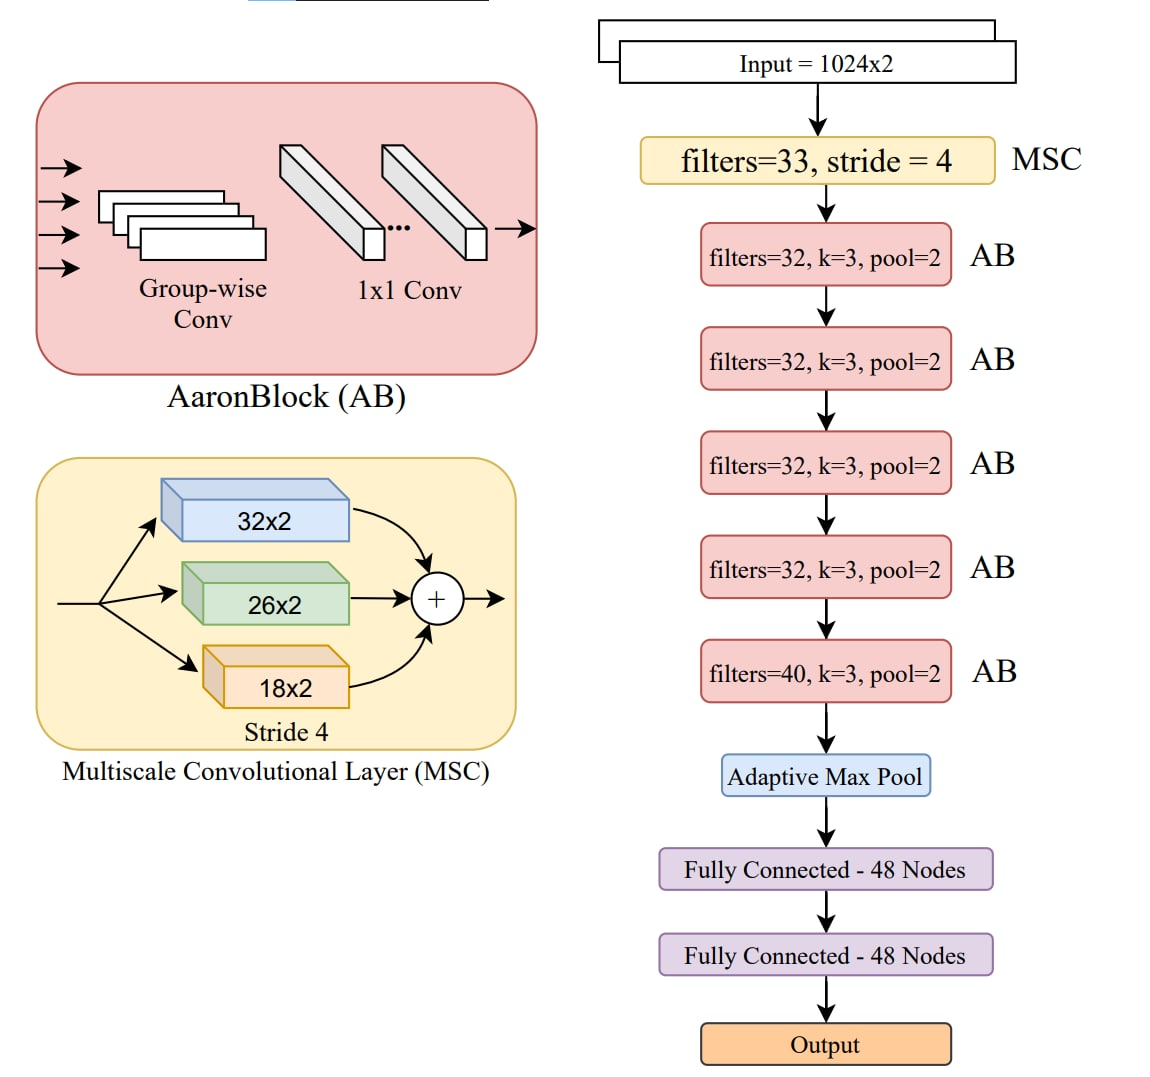 Group-wise
Conv
1x1 Conv
AaronBlock (AB)
32x2
26x2
18x2
+
Stride 4
Multiscale Convolutional Layer (MSC)
Input = 1024x2
filters=33, stride = 4
MSC
filters=32, k=3, pool=2
AB
filters=32, k=3, pool=2
AB
filters=32, k=3, pool=2
AB
filters=32, k=3, pool=2
AB
filters=40, k=3, pool=2
AB
Adaptive Max Pool
Fully Connected - 48 Nodes
Fully Connected - 48 Nodes
Output